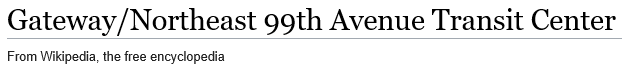 Gateway/Northeast 99th Avenue Transit Center
From Wikipedia, the free encyclopedia